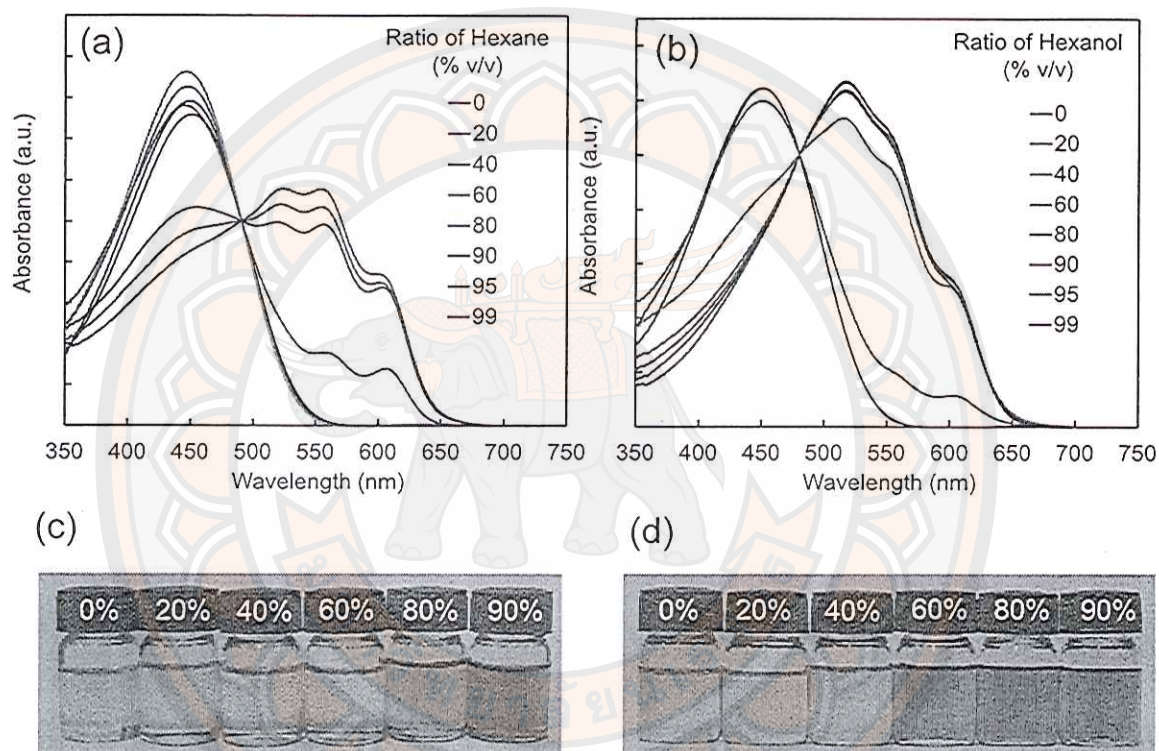 (a)
Ratio of Hexane
(% v/v)
—0
—20
—40
—60
—80
—90
—95
—99
Absorbance (a.u.)
350 400 450 500 550 600 650 700 750
Wavelength (nm)
(b)
Ratio of Hexanol
(% v/v)
—0
—20
—40
—60
—80
—90
—95
—99
Absorbance (a.u.)
350 400 450 500 550 600 650 700 750
Wavelength (nm)
(c)
0% 20% 40% 60% 80% 90%
(d)
0% 20% 40% 60% 80% 90%